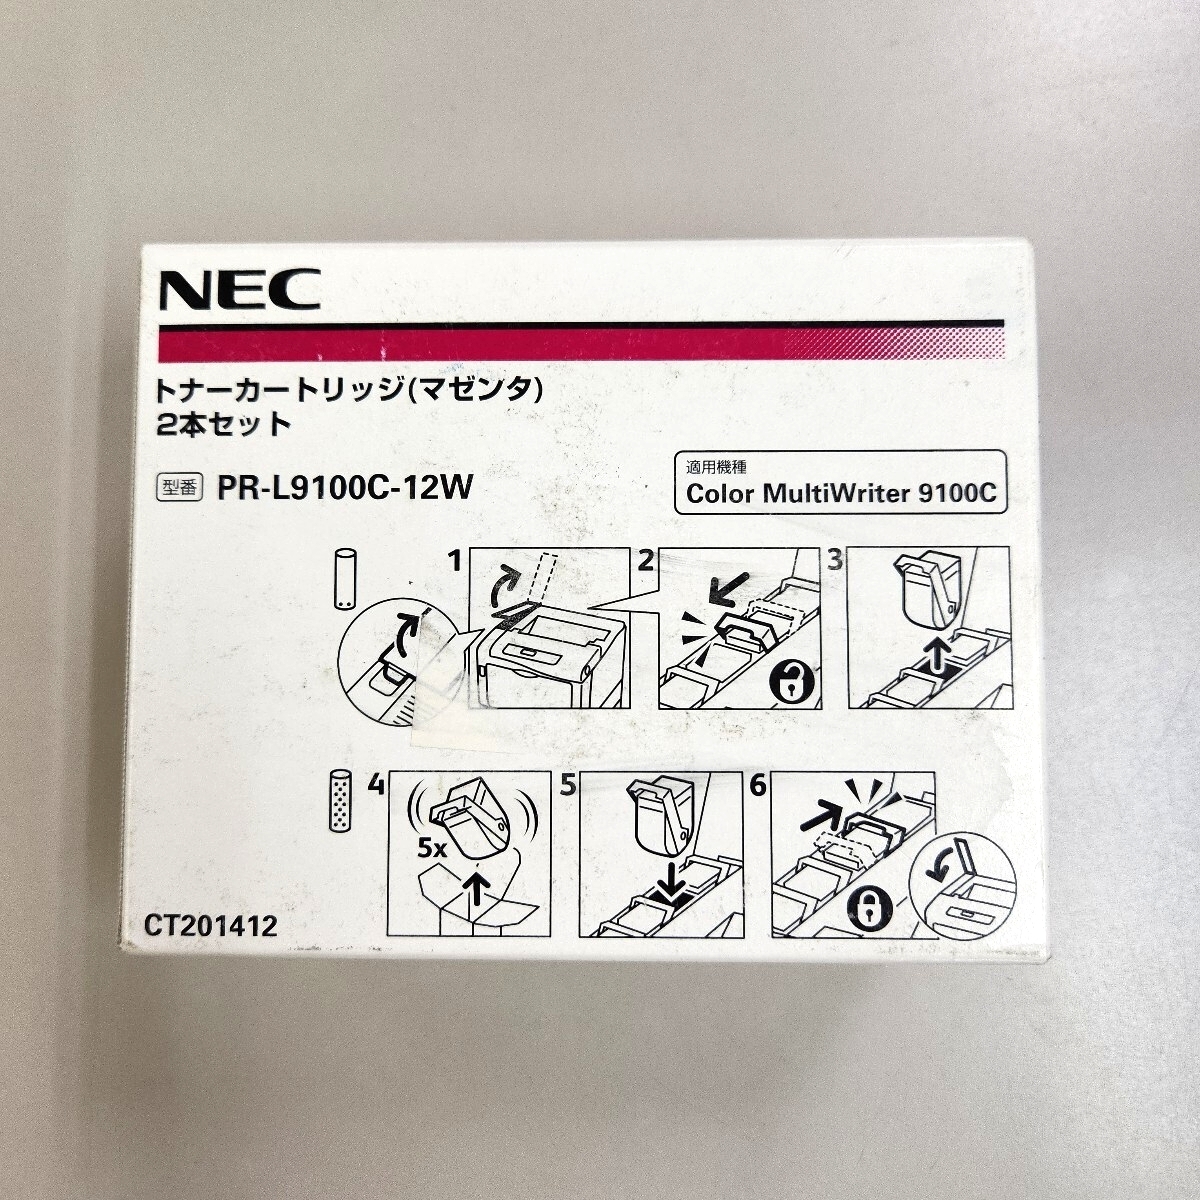 NEC
トナーカートリッジ(マゼンタ)
2本セット
型番 PR-L9100C-12W
適用機種
Color MultiWriter 9100C
1
2
3
4
5x
5
6
CT201412